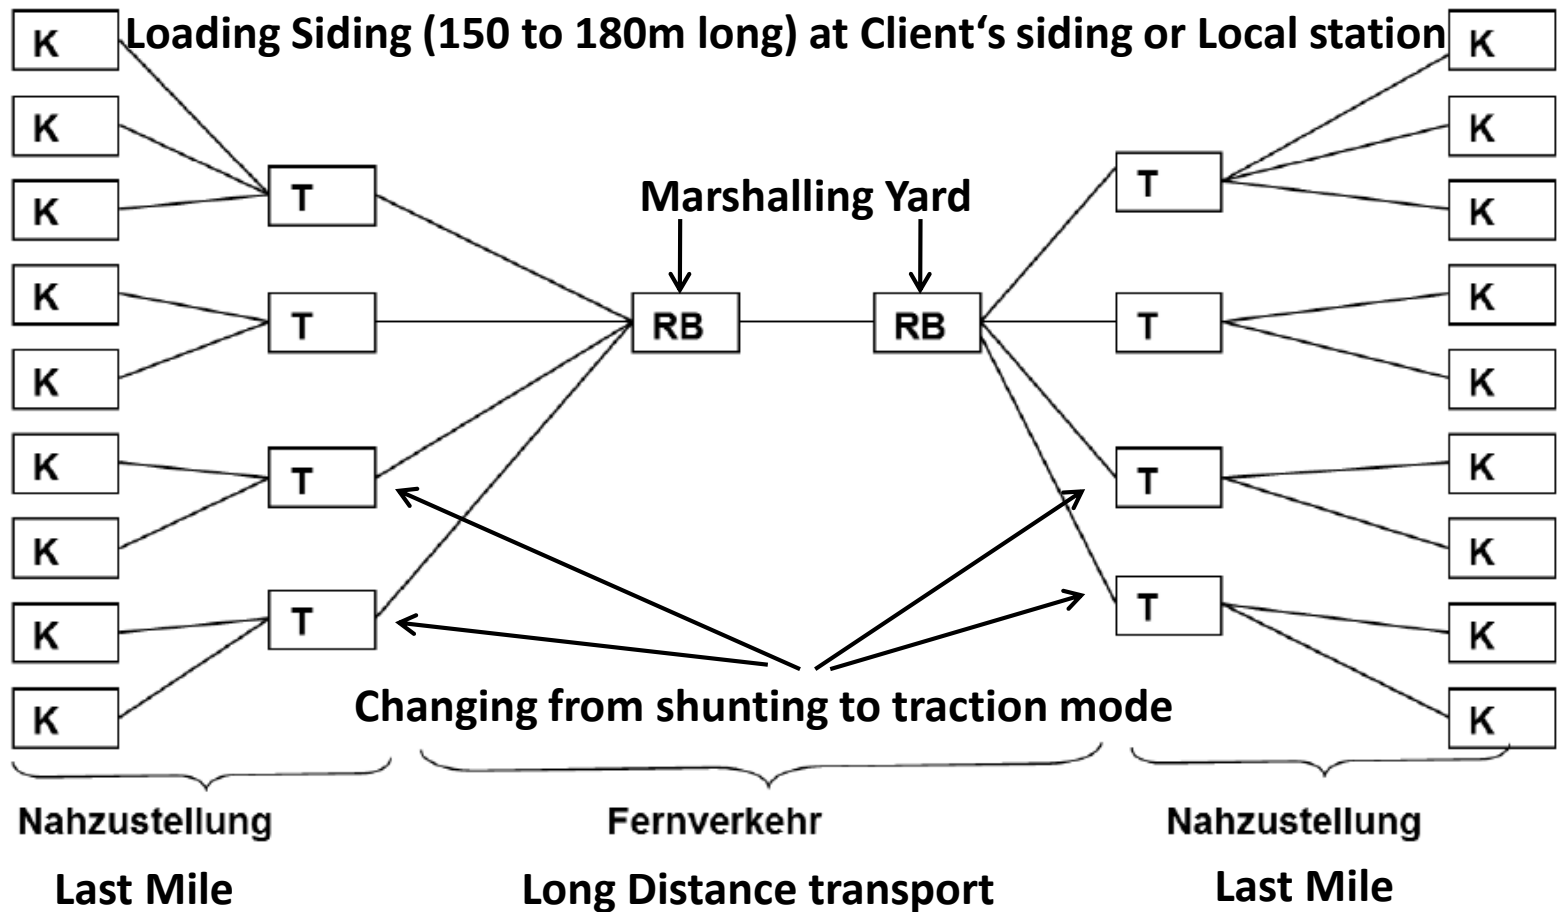 K Loading Siding (150 to 180m long) at Client‘s siding or Local station K
K K
T T
K Marshalling Yard K
K K
T RB RB T
K K
K K
T T
K K
T T
K K
Changing from shunting to traction mode
K K
Nahzustellung Fernverkehr Nahzustellung
Last Mile Long Distance transport Last Mile